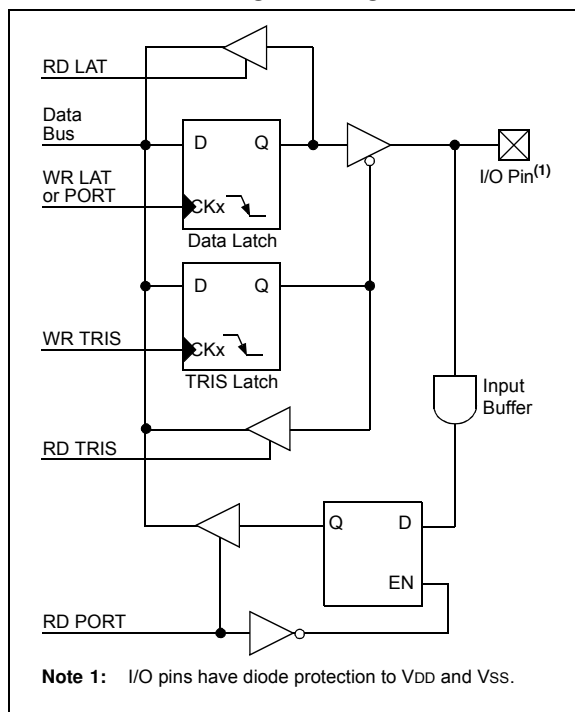 RD LAT
Data
Bus
D Q
WR LAT
or PORT
CKx
Data Latch
I/O Pin(1)
D Q
WR TRIS
CKx
TRIS Latch
Input
Buffer
RD TRIS
Q D
EN
RD PORT
Note 1: I/O pins have diode protection to VDD and VSS.